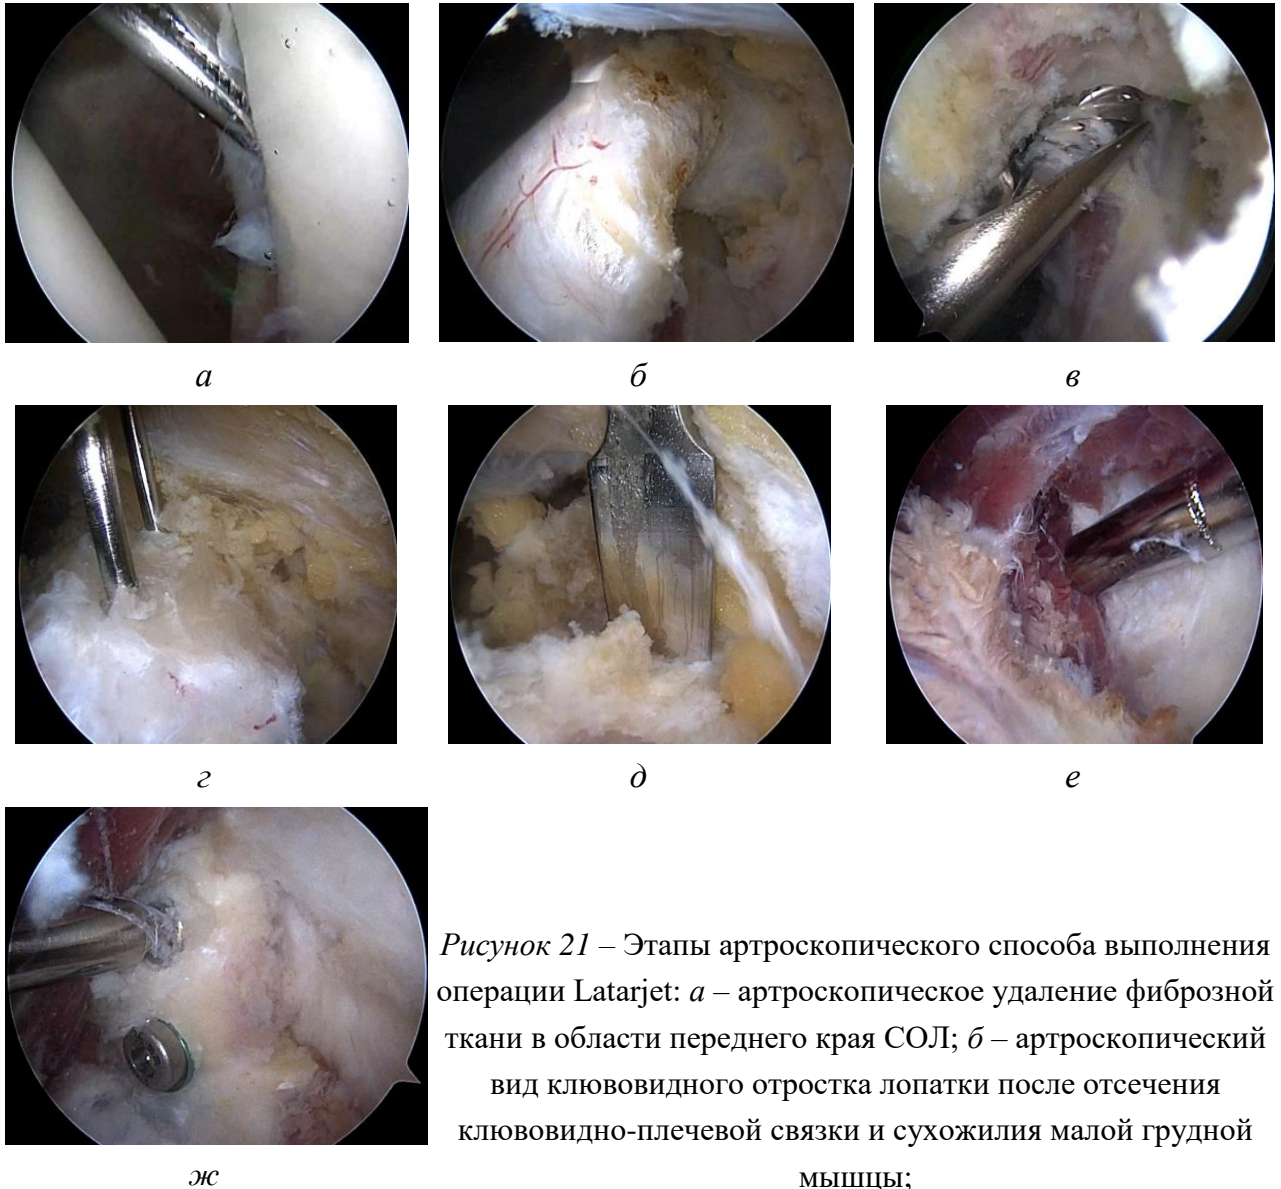 а
б
в
г
д
е
Рисунок 21 – Этапы артроскопического способа выполнения
операции Latarjet: а – артроскопическое удаление фиброзной
ткани в области переднего края СОЛ; б – артроскопический
вид клювовидного отростка лопатки после отсечения
клювовидно-плечевой связки и сухожилия малой грудной
мышцы;
ж